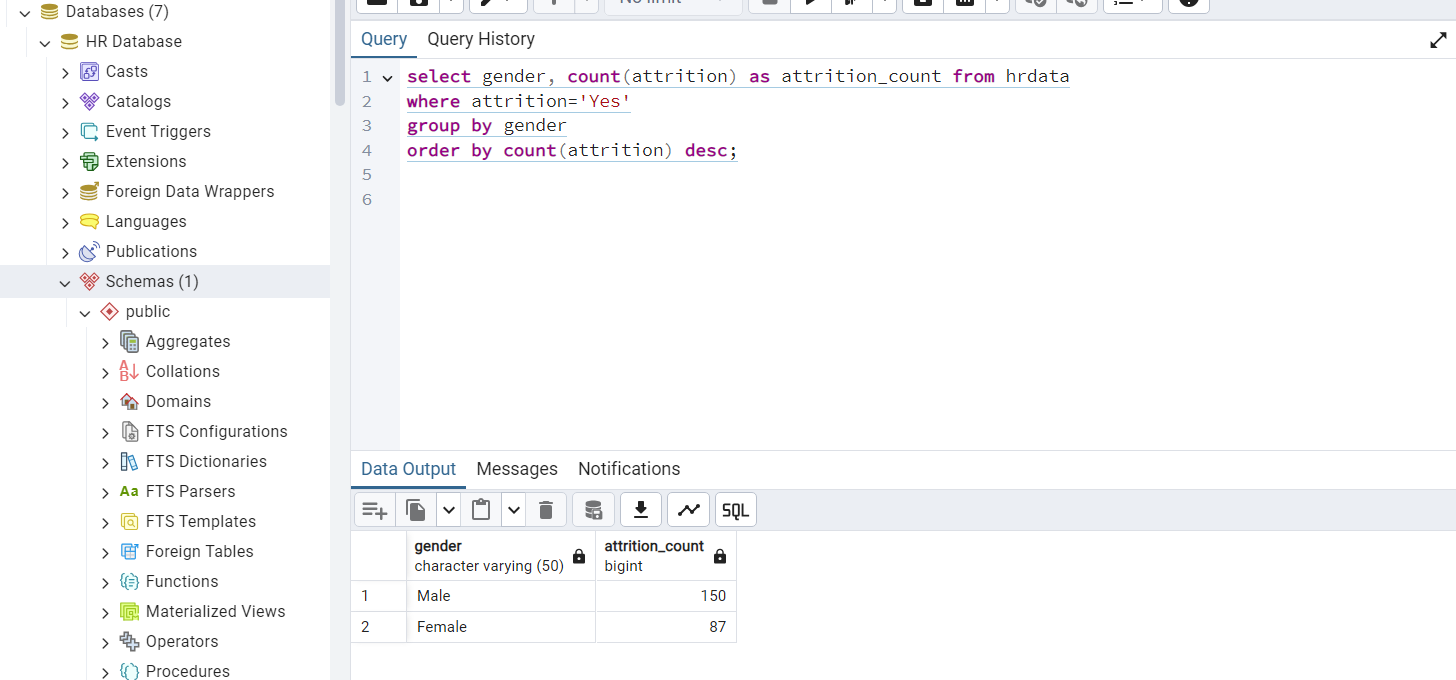 Databases (7)
HR Database
Casts
Catalogs
Event Triggers
Extensions
Foreign Data Wrappers
Languages
Publications
Schemas (1)
public
Aggregates
Collations
Domains
FTS Configurations
FTS Dictionaries
Aa FTS Parsers
FTS Templates
Foreign Tables
Functions
Materialized Views
Operators
Procedures
No limit
Query Query History
1 select gender, count(attrition) as attrition_count from hrdata
2 where attrition='Yes'
3 group by gender
4 order by count(attrition) desc;
5
6
Data Output Messages Notifications
SQL
gender attrition_count
character varying (50) bigint
1 Male 150
2 Female 87